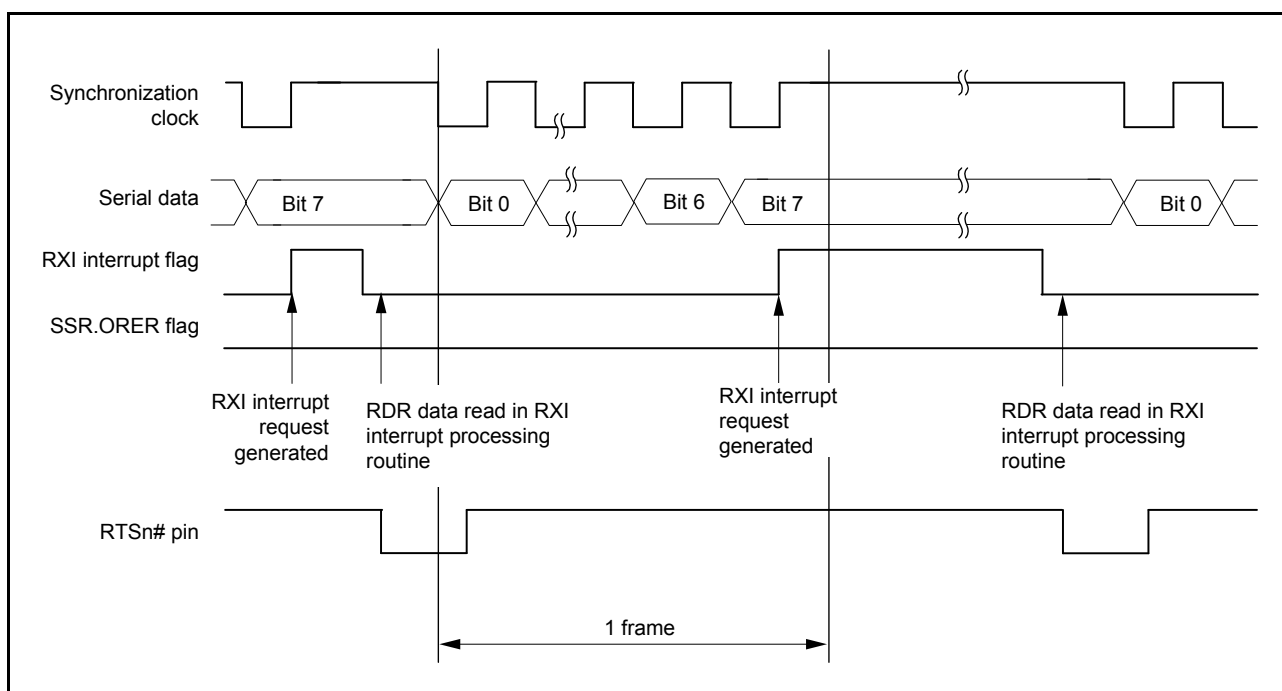 Synchronization
clock
Serial data
Bit 7
Bit 0
Bit 6
Bit 7
Bit 0
RXI interrupt flag
SSR.ORER flag
RXI interrupt
request
generated
RDR data read in RXI
interrupt processing
routine
RXI interrupt
request
generated
RDR data read in RXI
interrupt processing
routine
RTSn# pin
1 frame